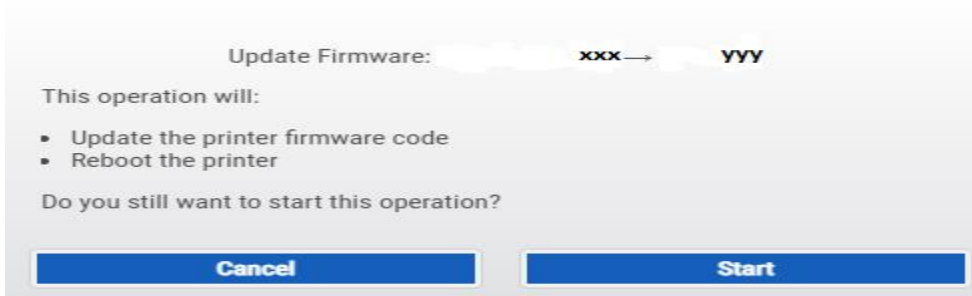 Update Firmware: xxx→ yyy
This operation will:
• Update the printer firmware code
• Reboot the printer
Do you still want to start this operation?
Cancel Start